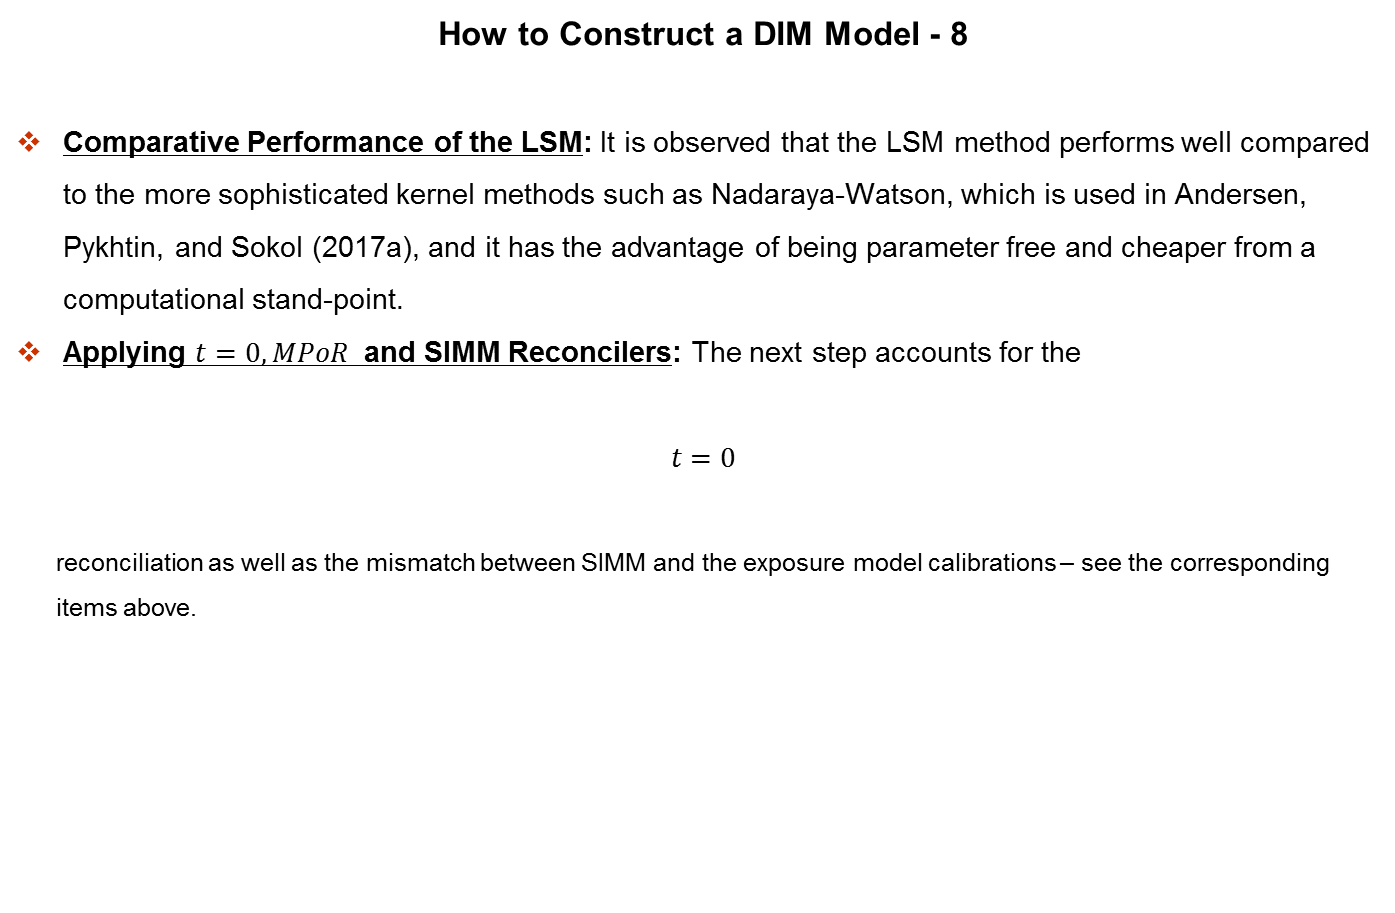 How to Construct a DIM Model - 8
❖ Comparative Performance of the LSM: It is observed that the LSM method performs well compared
to the more sophisticated kernel methods such as Nadaraya-Watson, which is used in Andersen,
Pykhtin, and Sokol (2017a), and it has the advantage of being parameter free and cheaper from a
computational stand-point.
❖ Applying t = 0, MPoR and SIMM Reconcilers: The next step accounts for the
t = 0
reconciliation as well as the mismatch between SIMM and the exposure model calibrations – see the corresponding
items above.